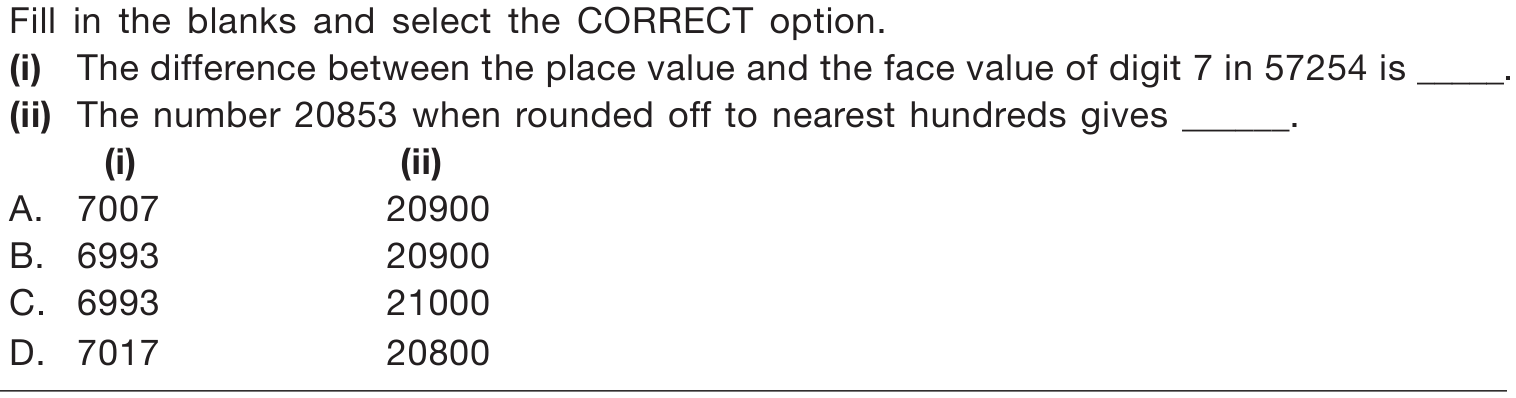 Fill in the blanks and select the CORRECT option.
(i) The difference between the place value and the face value of digit 7 in 57254 is _____.
(ii) The number 20853 when rounded off to nearest hundreds gives ______.
(i) (ii)
A. 7007 20900
B. 6993 20900
C. 6993 21000
D. 7017 20800